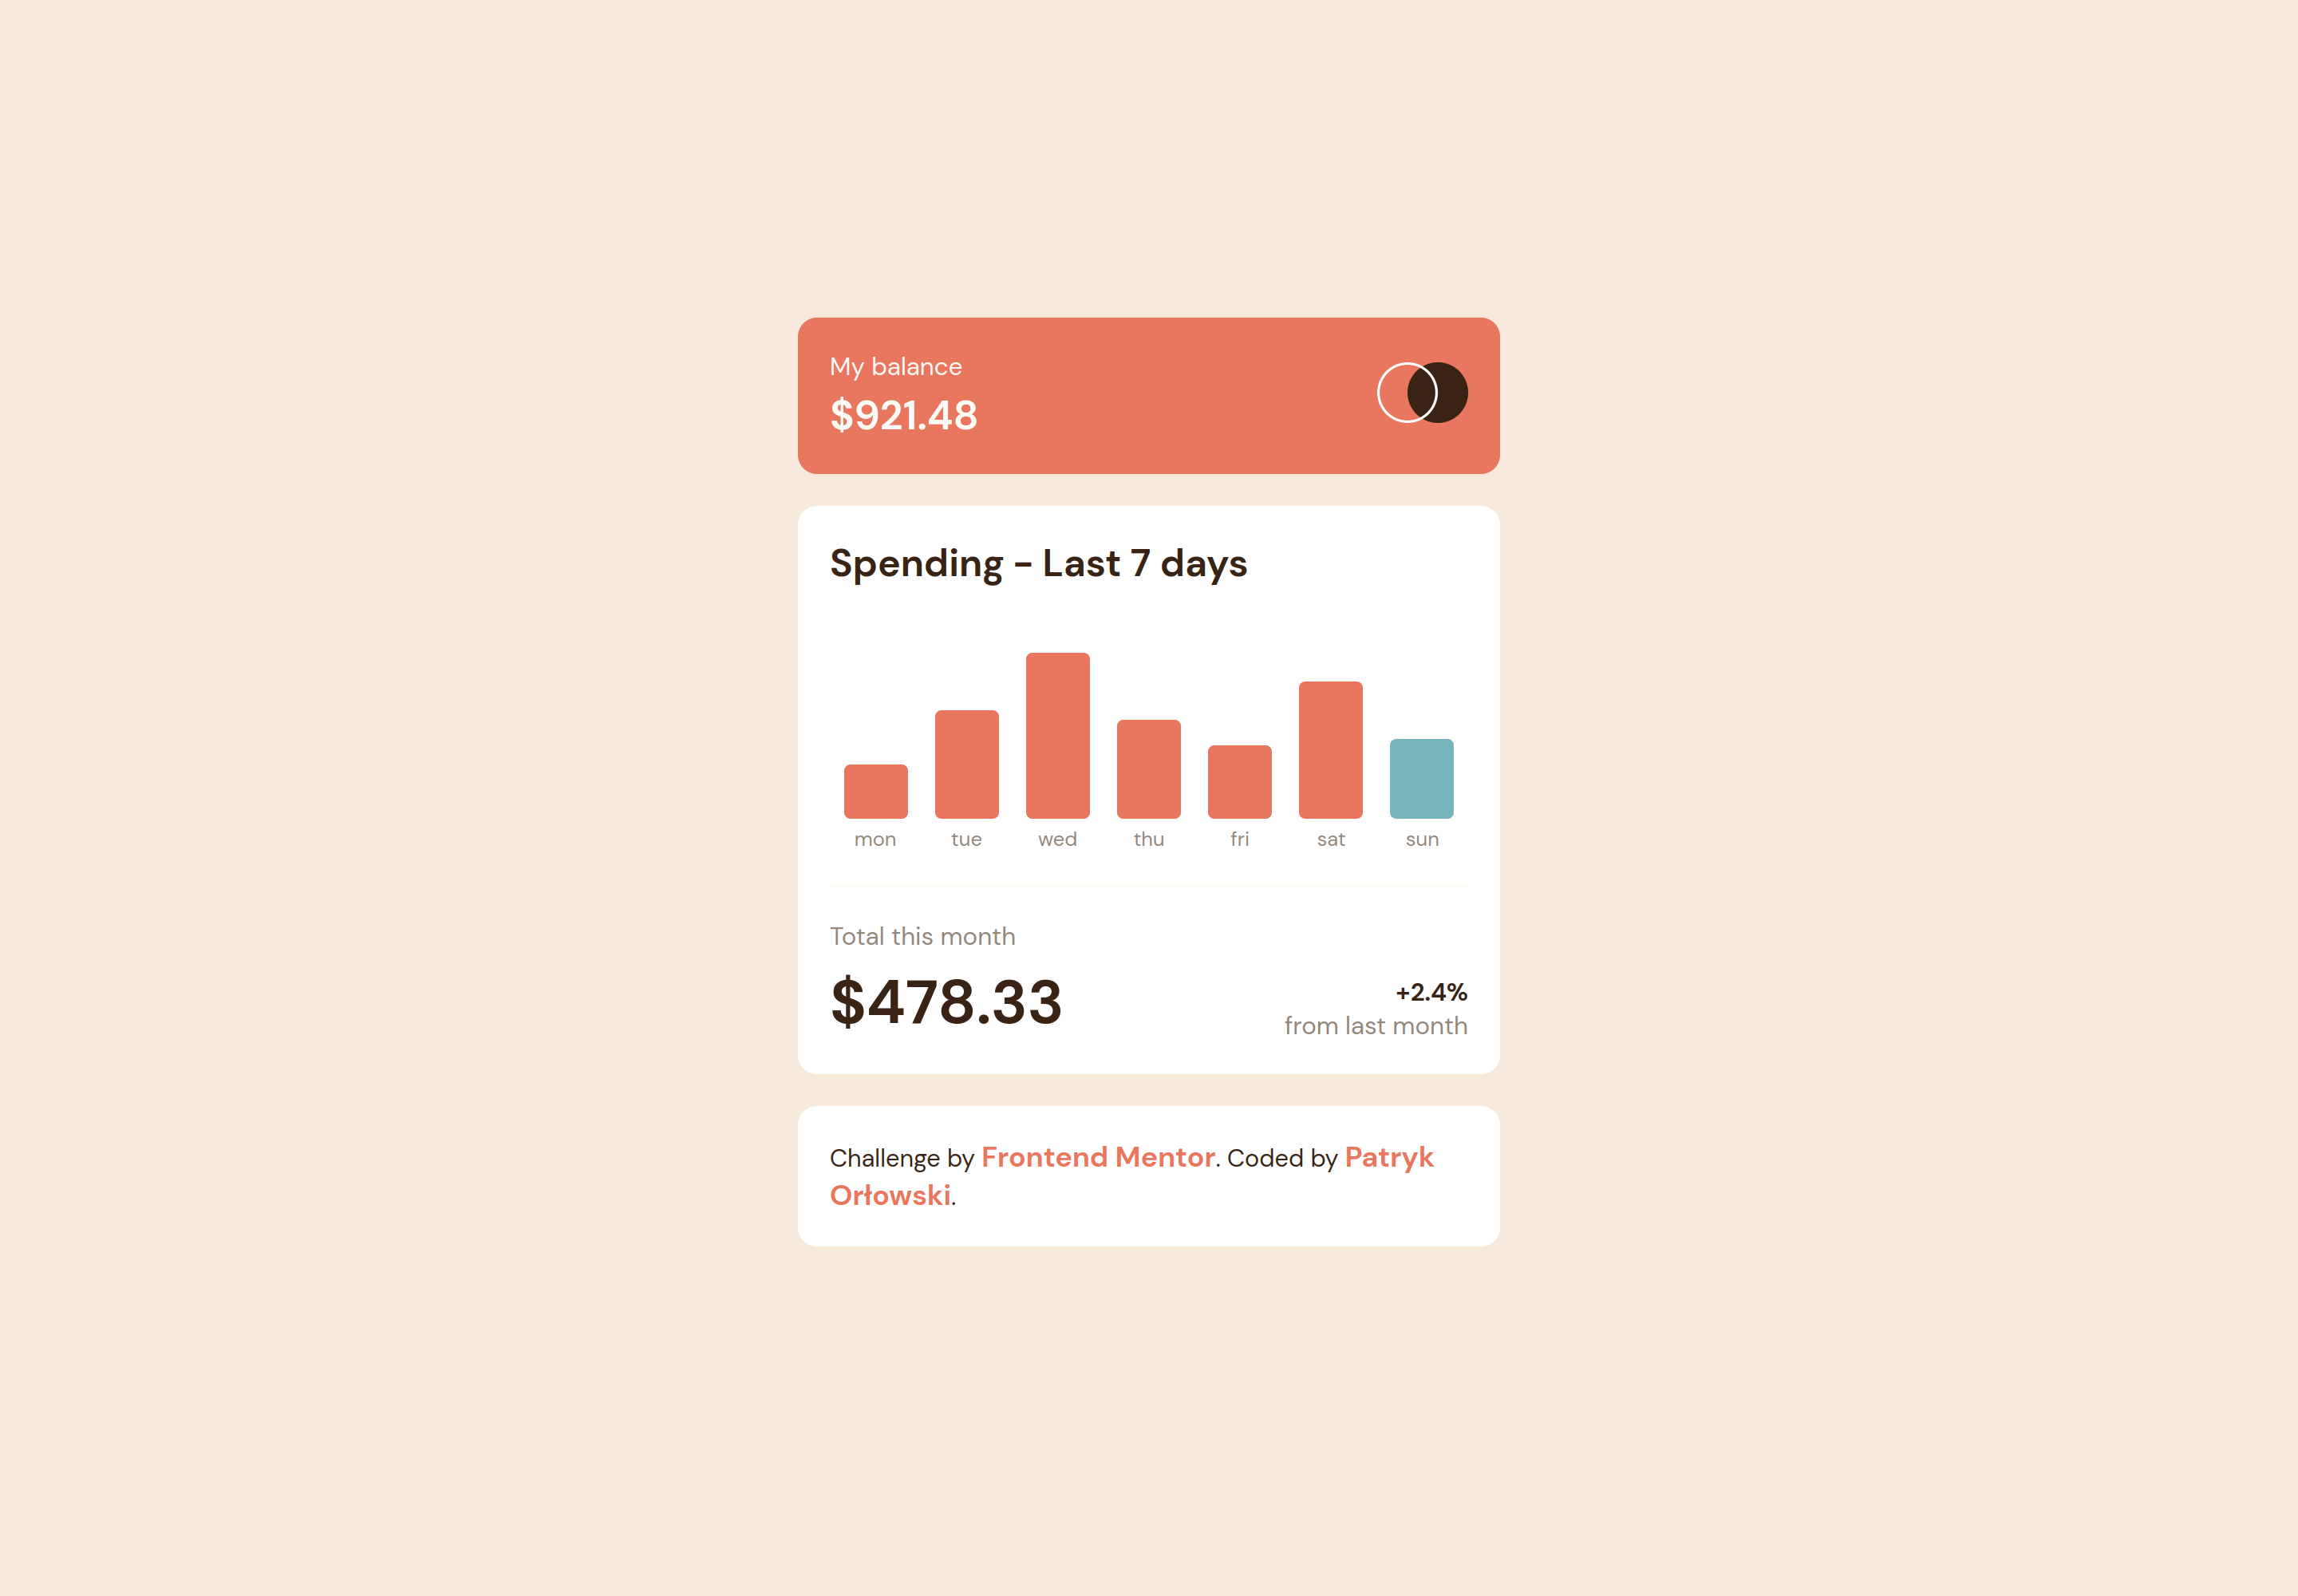 My balance
$921.48
Spending - Last 7 days
mon tue wed thu fri sat sun
Total this month
$478.33
+2.4%
from last month
Challenge by Frontend Mentor. Coded by Patryk
Orłowski.